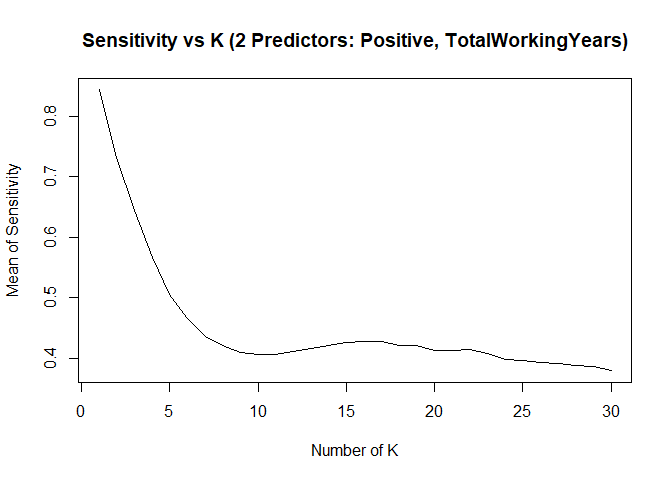 Sensitivity vs K (2 Predictors: Positive, TotalWorkingYears)
Mean of Sensitivity
0.8
0.7
0.6
0.5
0.4
0 5 10 15 20 25 30
Number of K